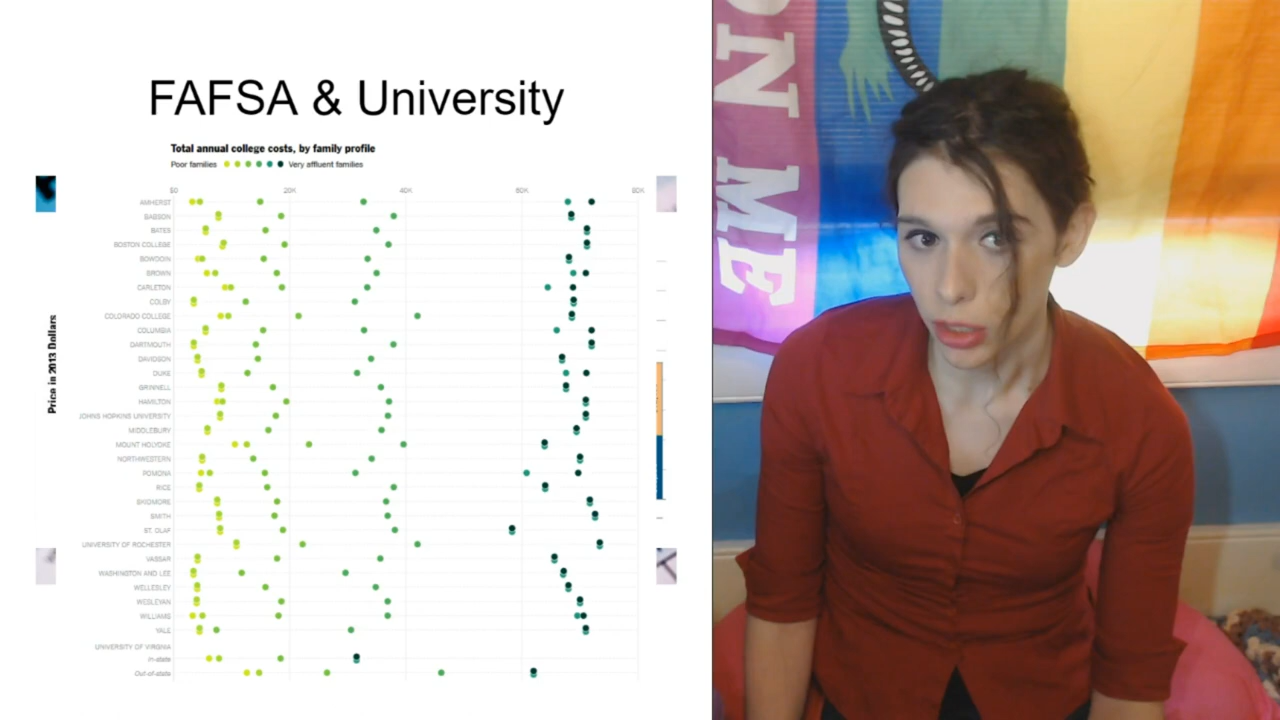 FAFSA & University
Total annual college costs, by family profile
Poor families
Very affluent families
$0 20K 40K 60K 80K
Price in 2013 Dollars
AMHERST
BABSON
BATES
BOSTON COLLEGE
BOWDOIN
BROWN
CARLETON
COLBY
COLORADO COLLEGE
COLUMBIA
DARTMOUTH
DAVIDSON
DUKE
GRINNELL
HAMILTON
JOHNS HOPKINS UNIVERSITY
MIDDLEBURY
MOUNT HOLYOKE
NORTHWESTERN
POMONA
RICE
SKIDMORE
SMITH
ST. OLAF
UNIVERSITY OF ROCHESTER
VASSAR
WASHINGTON AND LEE
WELLESLEY
WESLEYAN
WILLIAMS
YALE
UNIVERSITY OF VIRGINIA
In-state
Out-of-state
ON ME